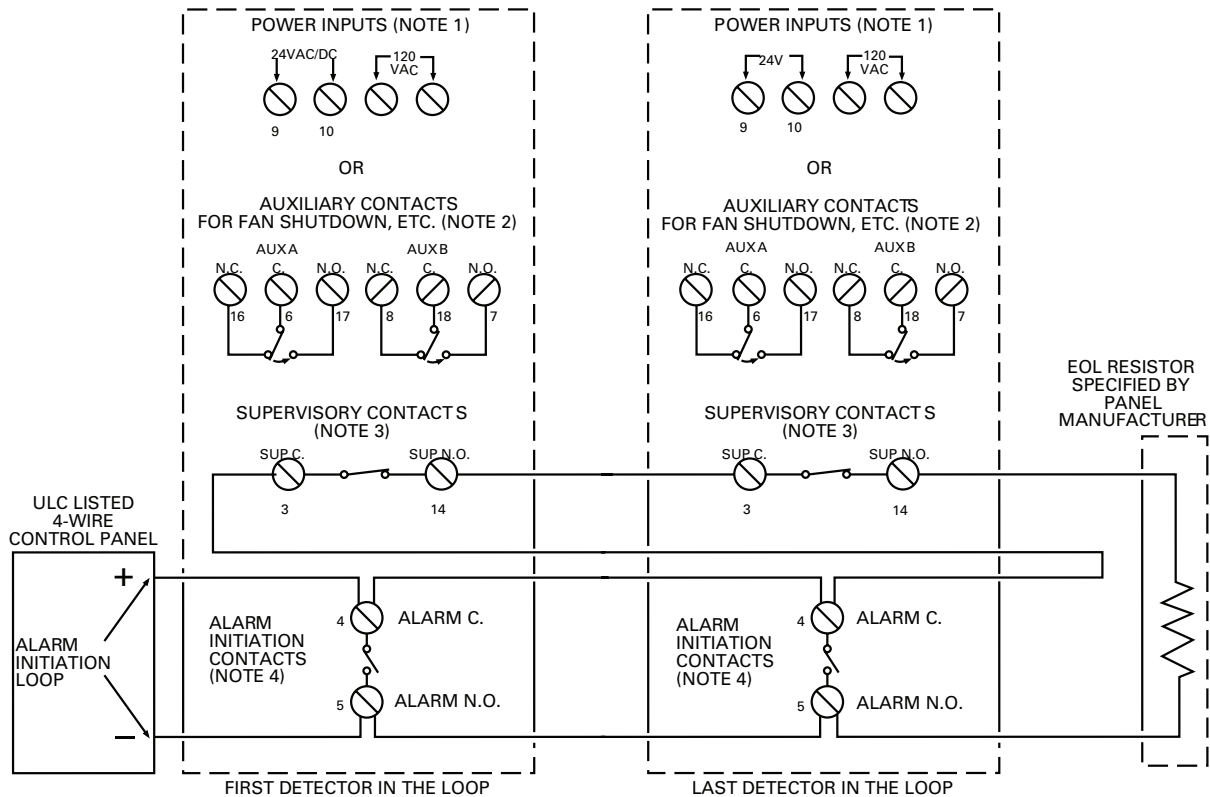 POWER INPUTS (NOTE 1)
24VAC/DC
120
VAC
9
10
OR
AUXILIARY CONTACTS
FOR FAN SHUTDOWN, ETC. (NOTE 2)
AUX A
AUX B
N.C.
C.
N.O.
N.C.
C.
N.O.
16
6
17
8
18
7
SUPERVISORY CONTACTS
(NOTE 3)
SUP C.
SUP N.O.
3
14
POWER INPUTS (NOTE 1)
24V
120
VAC
9
10
OR
AUXILIARY CONTACTS
FOR FAN SHUTDOWN, ETC. (NOTE 2)
AUX A
AUX B
N.C.
C.
N.O.
N.C.
C.
N.O.
16
6
17
8
18
7
SUPERVISORY CONTACTS
(NOTE 3)
SUP C.
SUP N.O.
3
14
EOL RESISTOR
SPECIFIED BY
PANEL
MANUFACTURER
ULC LISTED
4-WIRE
CONTROL PANEL
+
ALARM
INITIATION
LOOP
–
ALARM
INITIATION
CONTACTS
(NOTE 4)
4
ALARM C.
5
ALARM N.O.
ALARM
INITIATION
CONTACTS
(NOTE 4)
4
ALARM C.
5
ALARM N.O.
FIRST DETECTOR IN THE LOOP
LAST DETECTOR IN THE LOOP